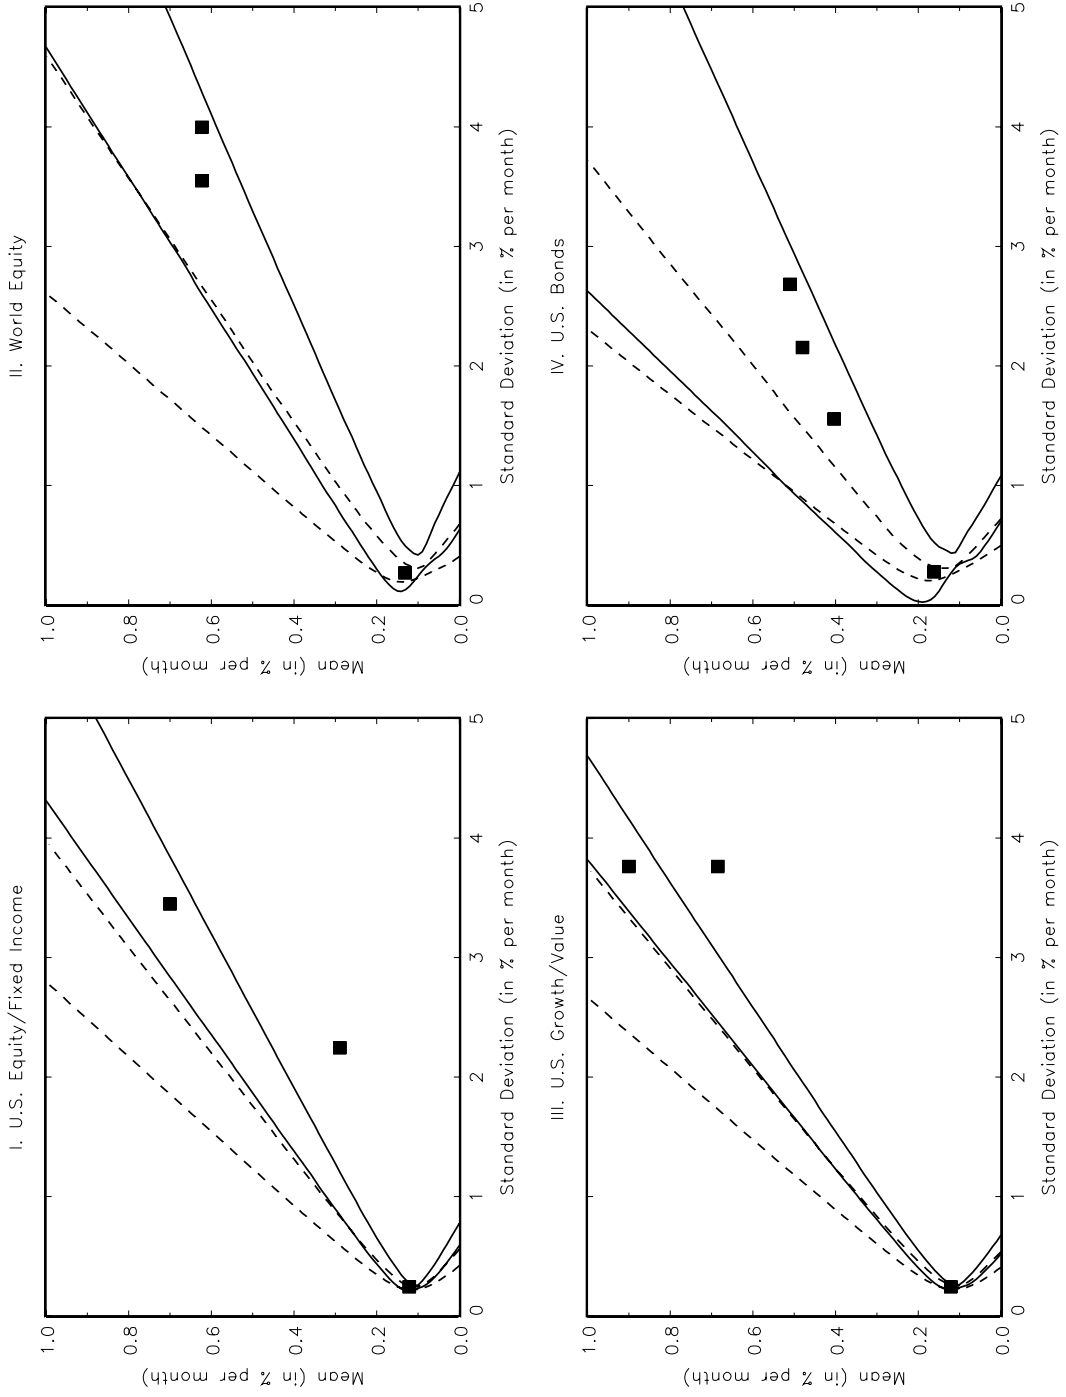 I. U.S. Equity/Fixed Income
Mean (in % per month)
1.0
0.8
0.6
0.4
0.2
0.0
0 1 2 3 4 5
Standard Deviation (in % per month)
II. World Equity
Mean (in % per month)
1.0
0.8
0.6
0.4
0.2
0.0
0 1 2 3 4 5
Standard Deviation (in % per month)
III. U.S. Growth/Value
Mean (in % per month)
1.0
0.8
0.6
0.4
0.2
0.0
0 1 2 3 4 5
Standard Deviation (in % per month)
IV. U.S. Bonds
Mean (in % per month)
1.0
0.8
0.6
0.4
0.2
0.0
0 1 2 3 4 5
Standard Deviation (in % per month)